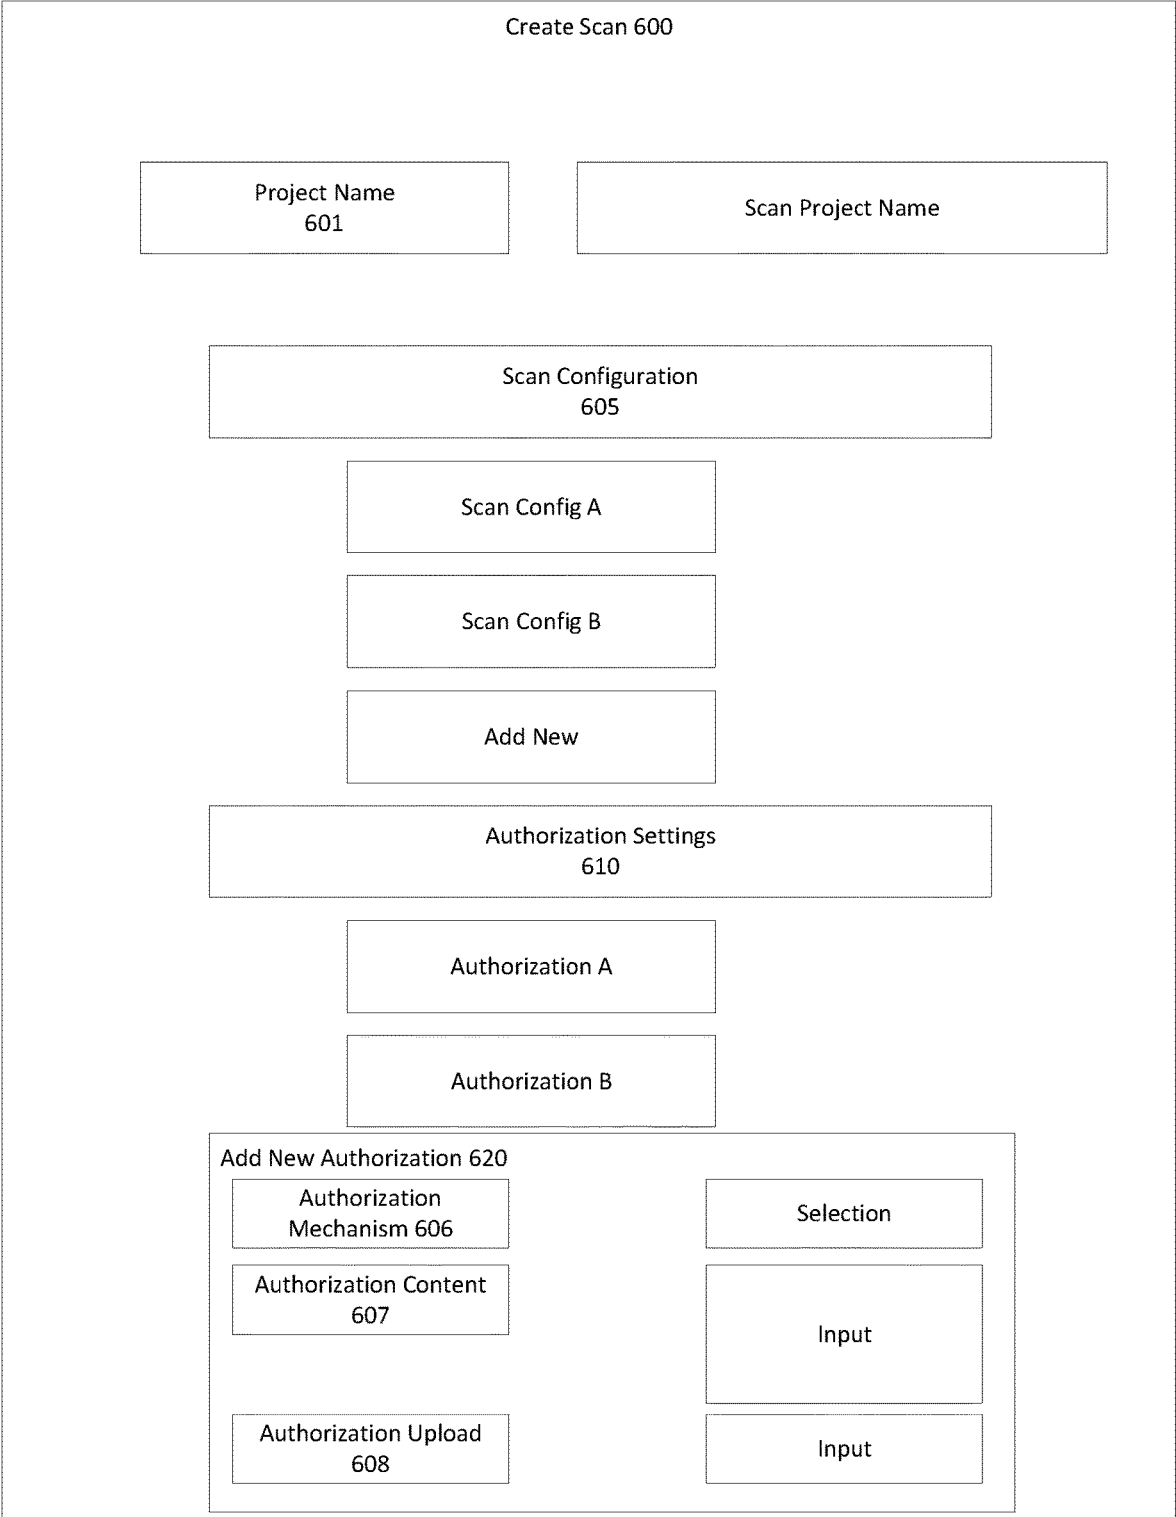 Create Scan 600
Project Name
601
Scan Project Name
Scan Configuration
605
Scan Config A
Scan Config B
Add New
Authorization Settings
610
Authorization A
Authorization B
Add New Authorization 620
Authorization
Mechanism 606
Selection
Authorization Content
607
Input
Authorization Upload
608
Input